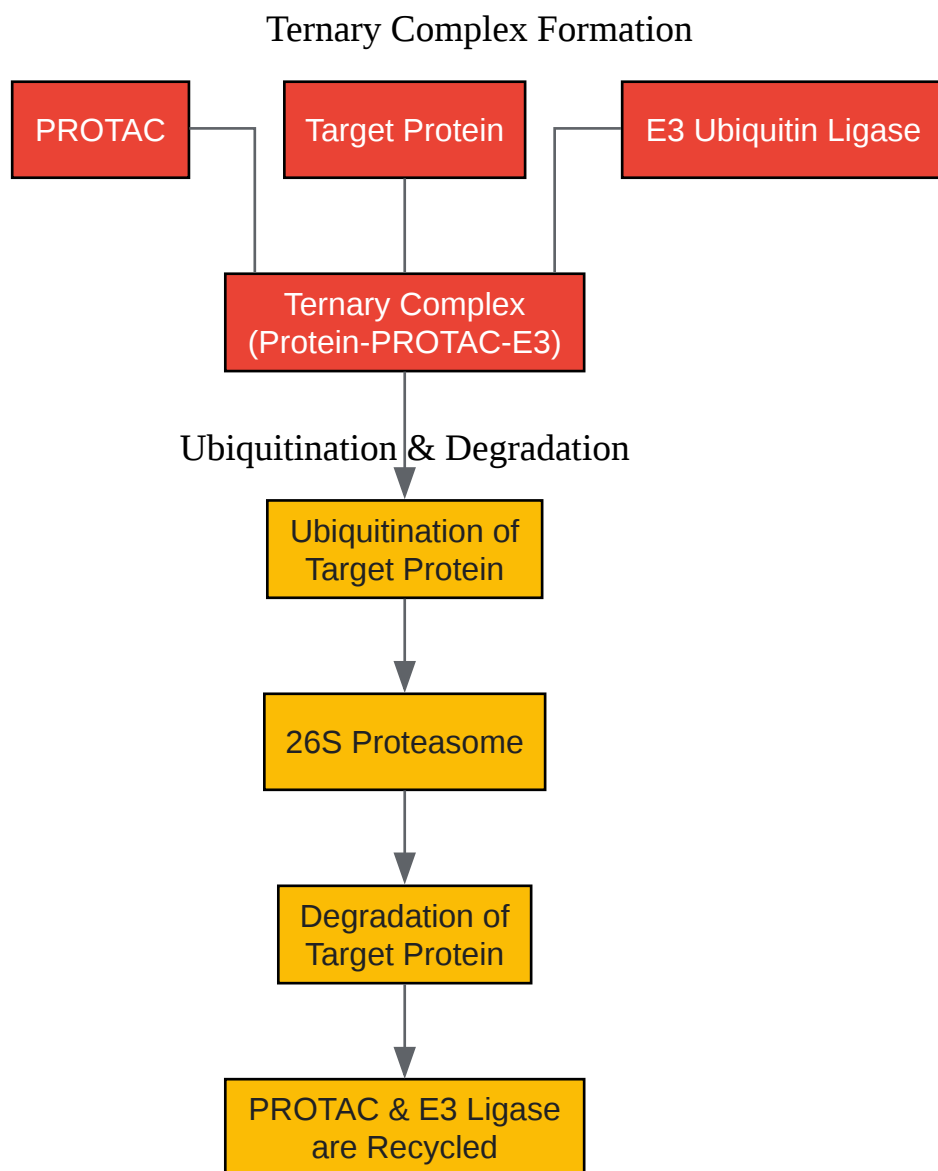 Ternary Complex Formation
PROTAC
Target Protein
E3 Ubiquitin Ligase
Ternary Complex
(Protein-PROTAC-E3)
Ubiquitination & Degradation
Ubiquitination of
Target Protein
26S Proteasome
Degradation of
Target Protein
PROTAC & E3 Ligase
are Recycled